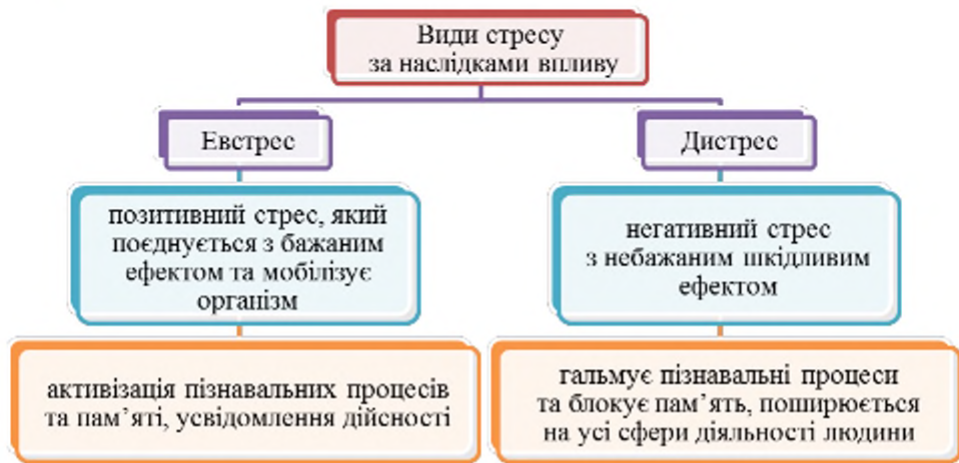 Види стресу
за наслідками впливу
Евстрес
Дистрес
позитивний стрес, який
поєднується з бажаним
ефектом та мобілізує
організм
негативний стрес
з небажаним шкідливим
ефектом
активізація пізнавальних процесів
та пам’яті, усвідомлення дійсності
гальмує пізнавальні процеси
та блокує пам’ять, поширюється
на усі сфери діяльності людини